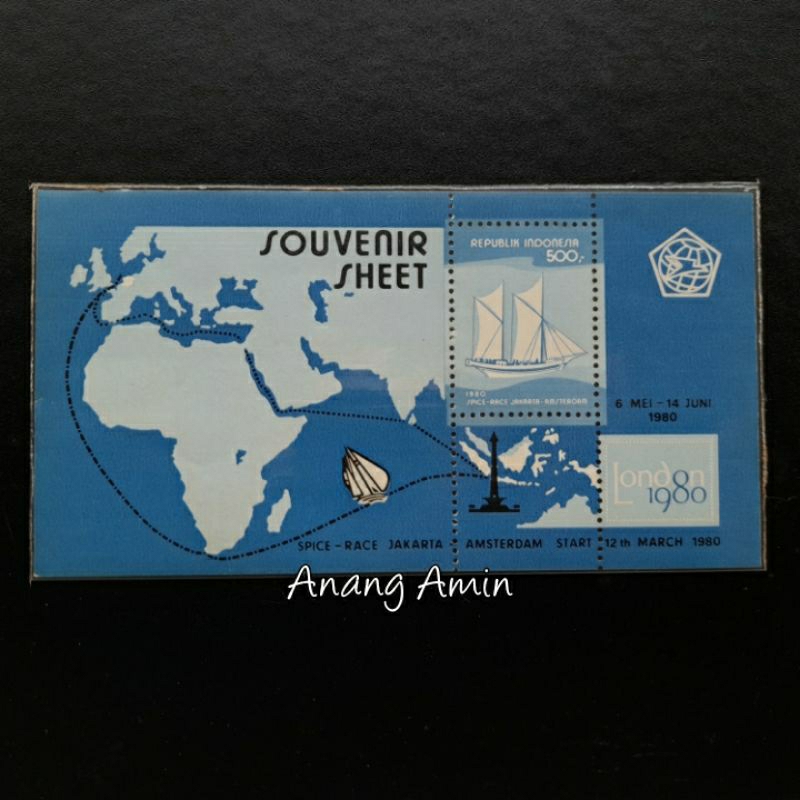 SOUVENIR
SHEET
REPUBLIK INDONESIA
500,-
1980
SPICE-RACE JAKARTA-AMSTERDAM
6 MEI - 14 JUNI
1980
London
1980
SPICE - RACE JAKARTA - AMSTERDAM START 12th MARCH 1980
Anang Amin